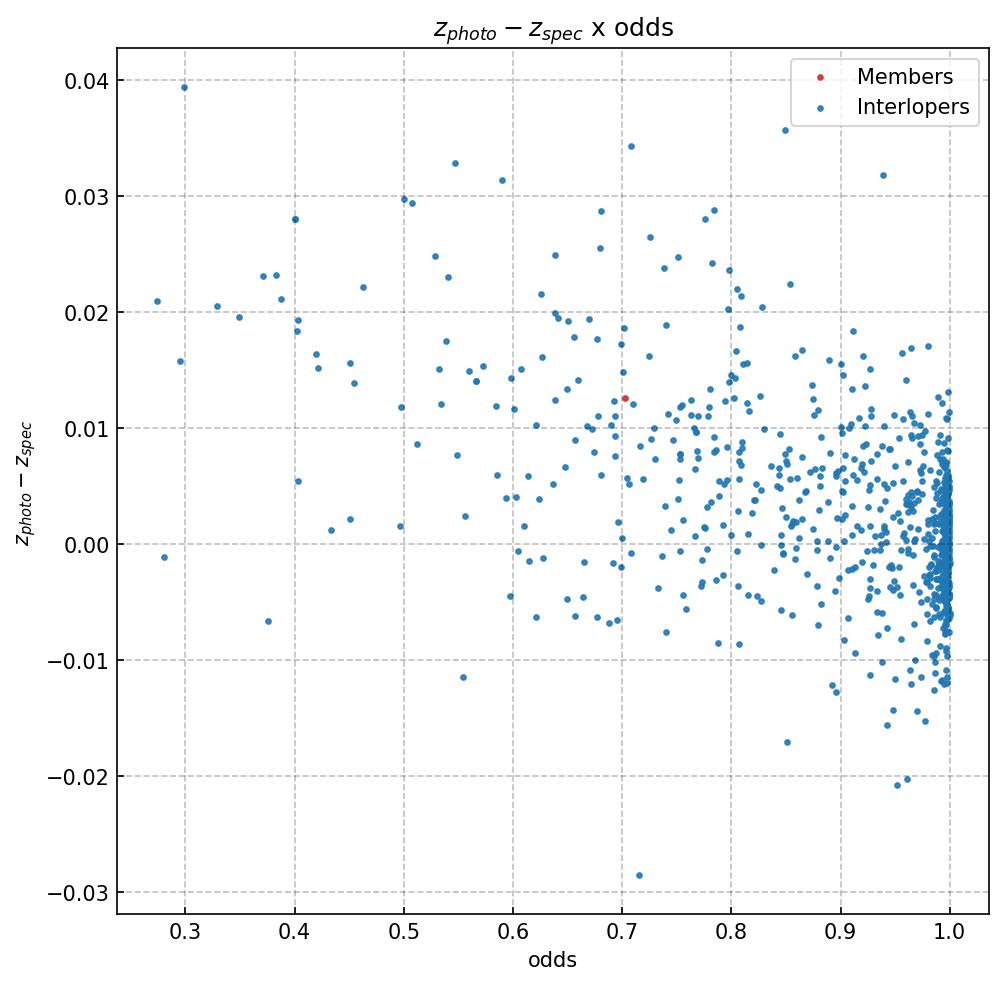 z_photo − z_spec x odds
Members
Interlopers
0.04
0.03
0.02
0.01
0.00
−0.01
−0.02
−0.03
z_photo − z_spec
0.3 0.4 0.5 0.6 0.7 0.8 0.9 1.0
odds